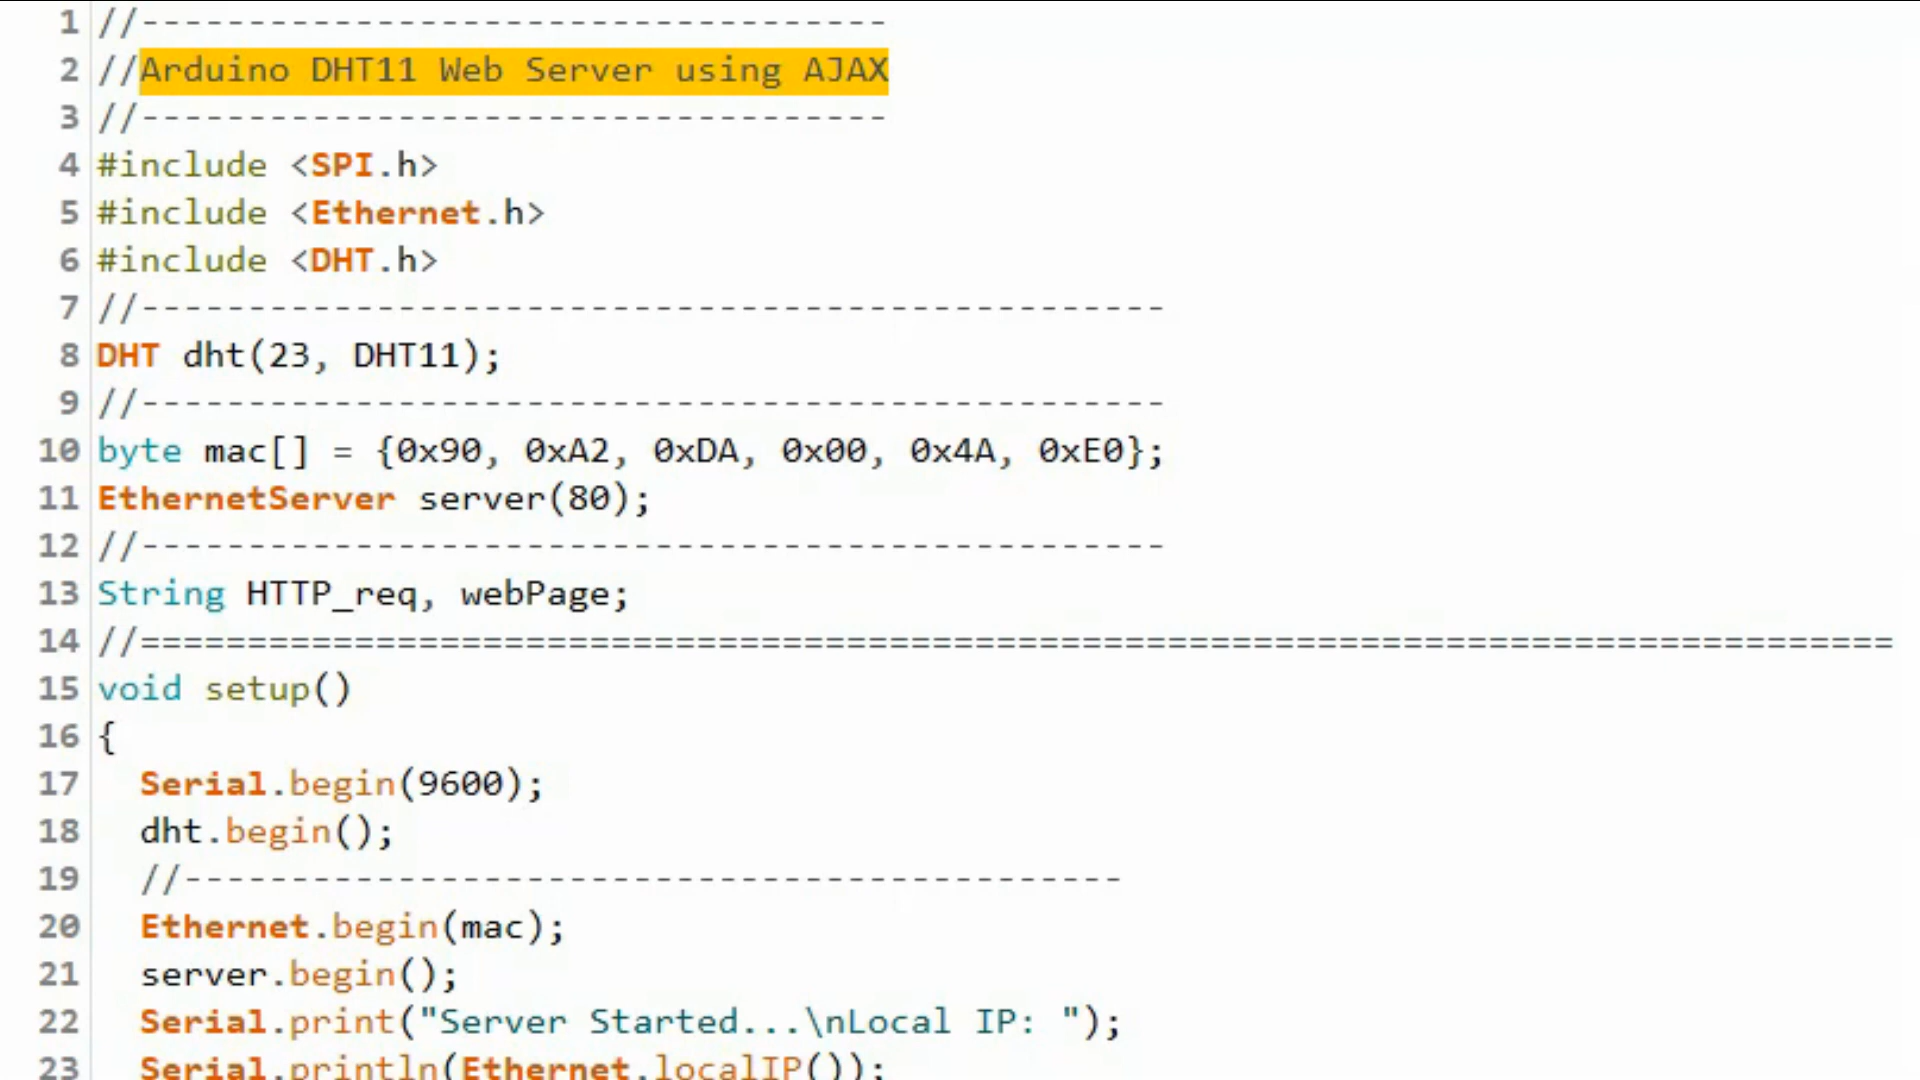 1 //-----------------------------------
2 //Arduino DHT11 Web Server using AJAX
3 //-----------------------------------
4 #include <SPI.h>
5 #include <Ethernet.h>
6 #include <DHT.h>
7 //------------------------------------------------
8 DHT dht(23, DHT11);
9 //------------------------------------------------
10 byte mac[] = {0x90, 0xA2, 0xDA, 0x00, 0x4A, 0xE0};
11 EthernetServer server(80);
12 //------------------------------------------------
13 String HTTP_req, webPage;
14 //==================================================================================
15 void setup()
16 {
17   Serial.begin(9600);
18   dht.begin();
19   //--------------------------------------------
20   Ethernet.begin(mac);
21   server.begin();
22   Serial.print("Server Started...\nLocal IP: ");
23   Serial.println(Ethernet.localIP());